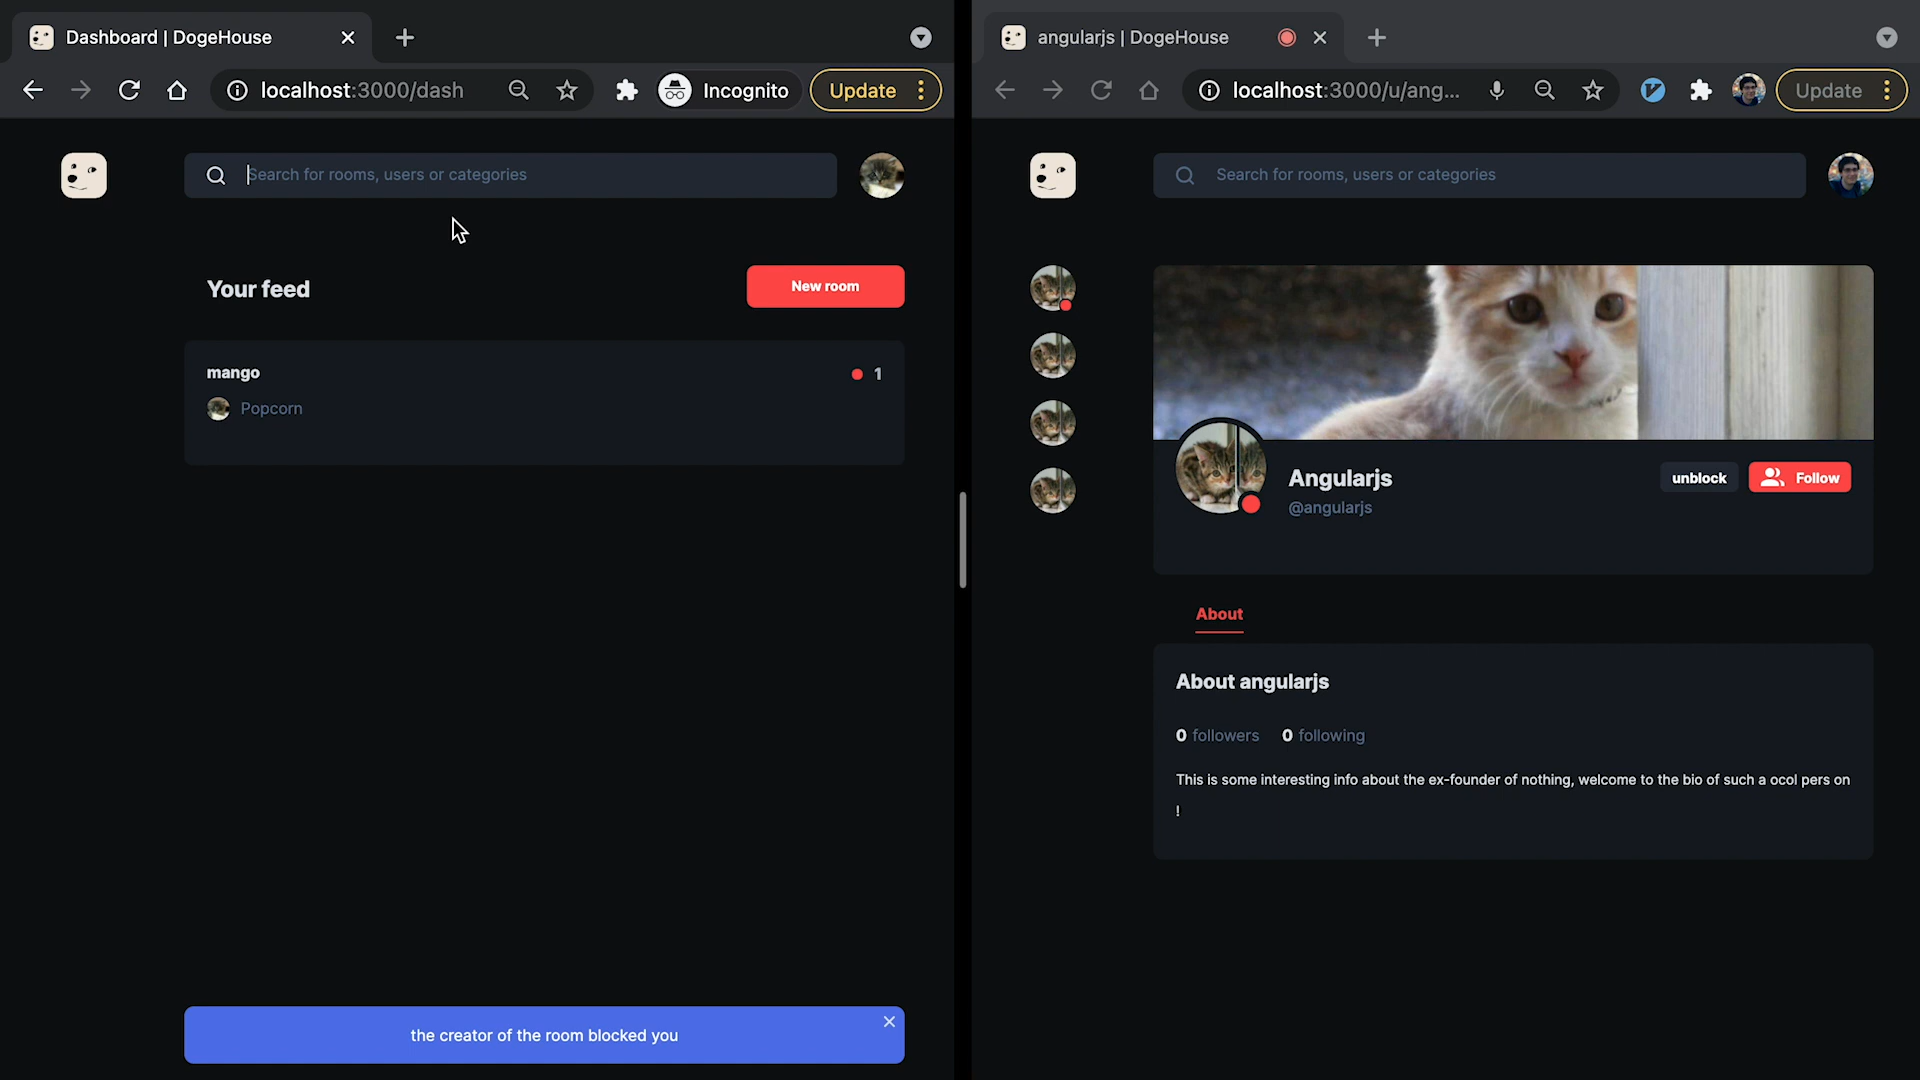 Dashboard | DogeHouse
localhost:3000/dash
Incognito
Update
Search for rooms, users or categories
Your feed
New room
mango
1
Popcorn
the creator of the room blocked you
angularjs | DogeHouse
localhost:3000/u/ang...
Update
Search for rooms, users or categories
Angularjs
@angularjs
unblock
Follow
About
About angularjs
0 followers 0 following
This is some interesting info about the ex-founder of nothing, welcome to the bio of such a ocol pers on
!